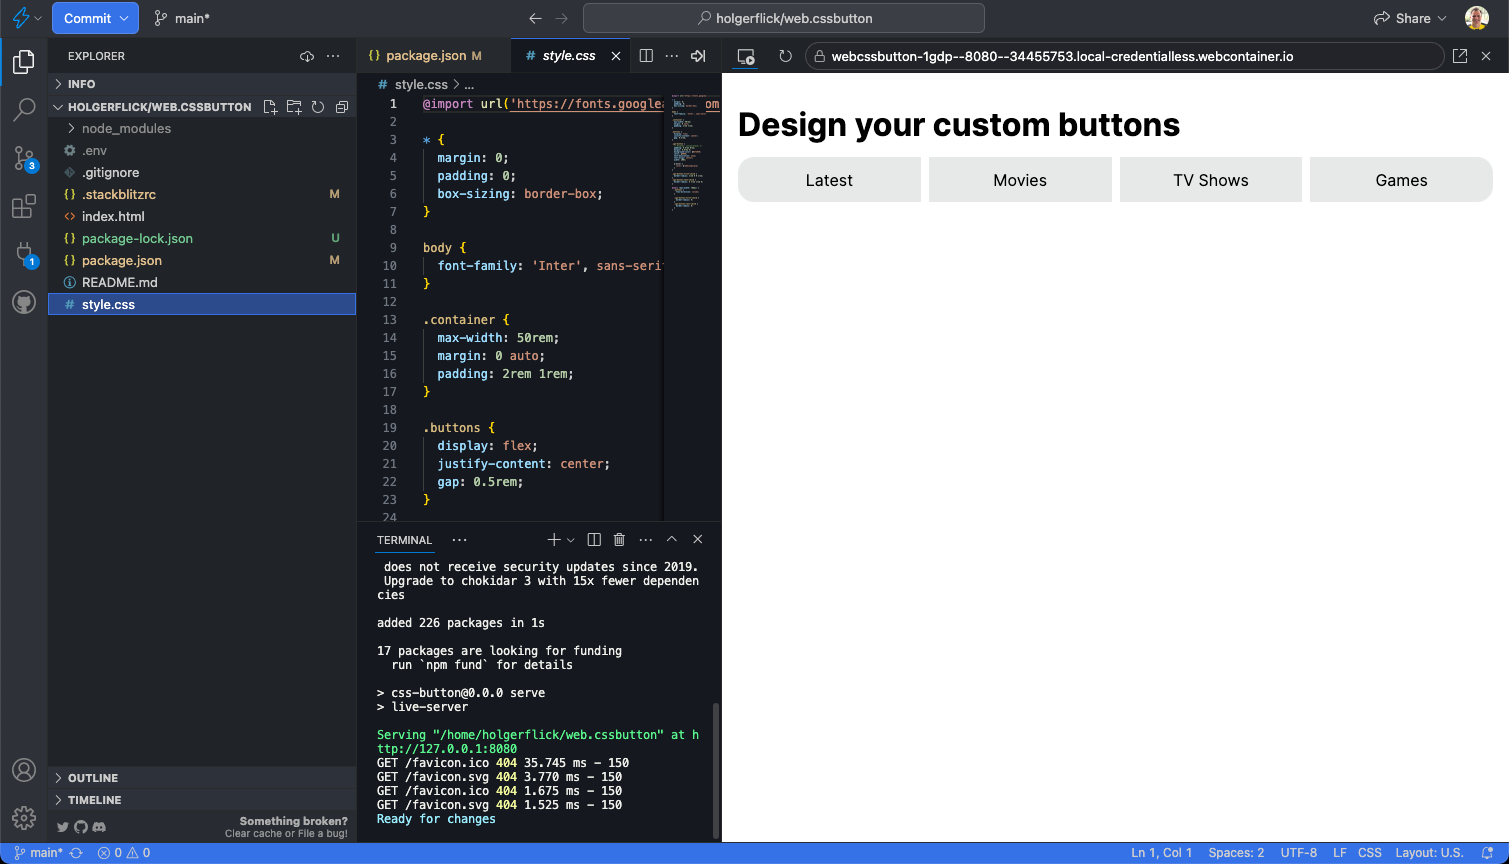 Commit
main*
holgerflick/web.cssbutton
Share
EXPLORER
INFO
HOLGERFLICK/WEB.CSSBUTTON
node_modules
.env
.gitignore
{} .stackblitzrc M
<> index.html
{} package-lock.json U
{} package.json M
README.md
# style.css
3
1
OUTLINE
TIMELINE
Something broken?
Clear cache or File a bug!
{} package.json M
# style.css
# style.css > ...
1 @import url('https://fonts.googlea om
2
3 * {
4 margin: 0;
5 padding: 0;
6 box-sizing: border-box;
7 }
8
9 body {
10 font-family: 'Inter', sans-serif
11 }
12
13 .container {
14 max-width: 50rem;
15 margin: 0 auto;
16 padding: 2rem 1rem;
17 }
18
19 .buttons {
20 display: flex;
21 justify-content: center;
22 gap: 0.5rem;
23 }
24
TERMINAL
does not receive security updates since 2019.
Upgrade to chokidar 3 with 15x fewer dependen
cies
added 226 packages in 1s
17 packages are looking for funding
run `npm fund` for details
> css-button@0.0.0 serve
> live-server
Serving "/home/holgerflick/web.cssbutton" at h
ttp://127.0.0.1:8080
GET /favicon.ico 404 35.745 ms - 150
GET /favicon.svg 404 3.770 ms - 150
GET /favicon.ico 404 1.675 ms - 150
GET /favicon.svg 404 1.525 ms - 150
Ready for changes
webcssbutton-1gdp--8080--34455753.local-credentialless.webcontainer.io
Design your custom buttons
Latest
Movies
TV Shows
Games
main* 0 0
Ln 1, Col 1 Spaces: 2 UTF-8 LF CSS Layout: U.S.